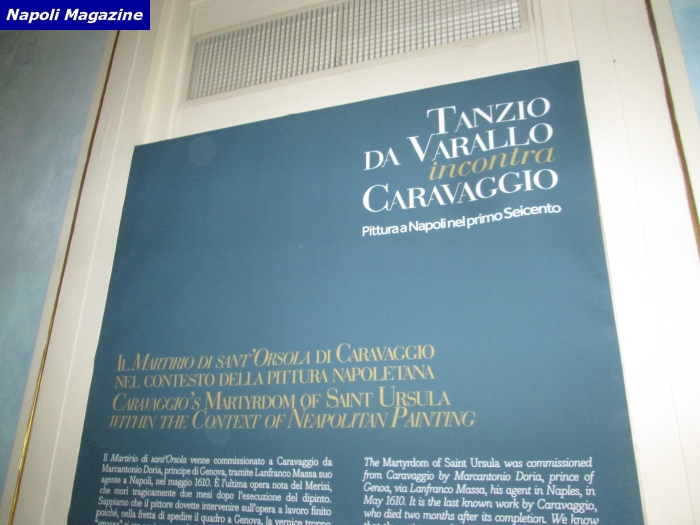 Napoli Magazine
TANZIO
DA VARALLO
incontra
CARAVAGGIO
Pittura a Napoli nel primo Seicento
IL MARTIRIO DI SANT'ORSOLA DI CARAVAGGIO
NEL CONTESTO DELLA PITTURA NAPOLETANA
CARAVAGGIO'S MARTYRDOM OF SAINT URSULA
WITHIN THE CONTEXT OF NEAPOLITAN PAINTING
Il Martirio di sant'Orsola venne commissionato a Caravaggio da
Marcantonio Doria, principe di Genova, tramite Lanfranco Massa suo
agente a Napoli, nel maggio 1610. È l'ultima opera nota del Merisi,
che morì tragicamente due mesi dopo l'esecuzione del dipinto.
Sappiamo che il pittore dovette intervenire sull'opera a lavoro finito
poiché, nella fretta di spedire il quadro a Genova, la vernice troppo
The Martyrdom of Saint Ursula was commissioned
from Caravaggio by Marcantonio Doria, prince of
Genoa, via Lanfranco Massa, his agent in Naples, in
May 1610. It is the last known work by Caravaggio,
who died two months after its completion. We know